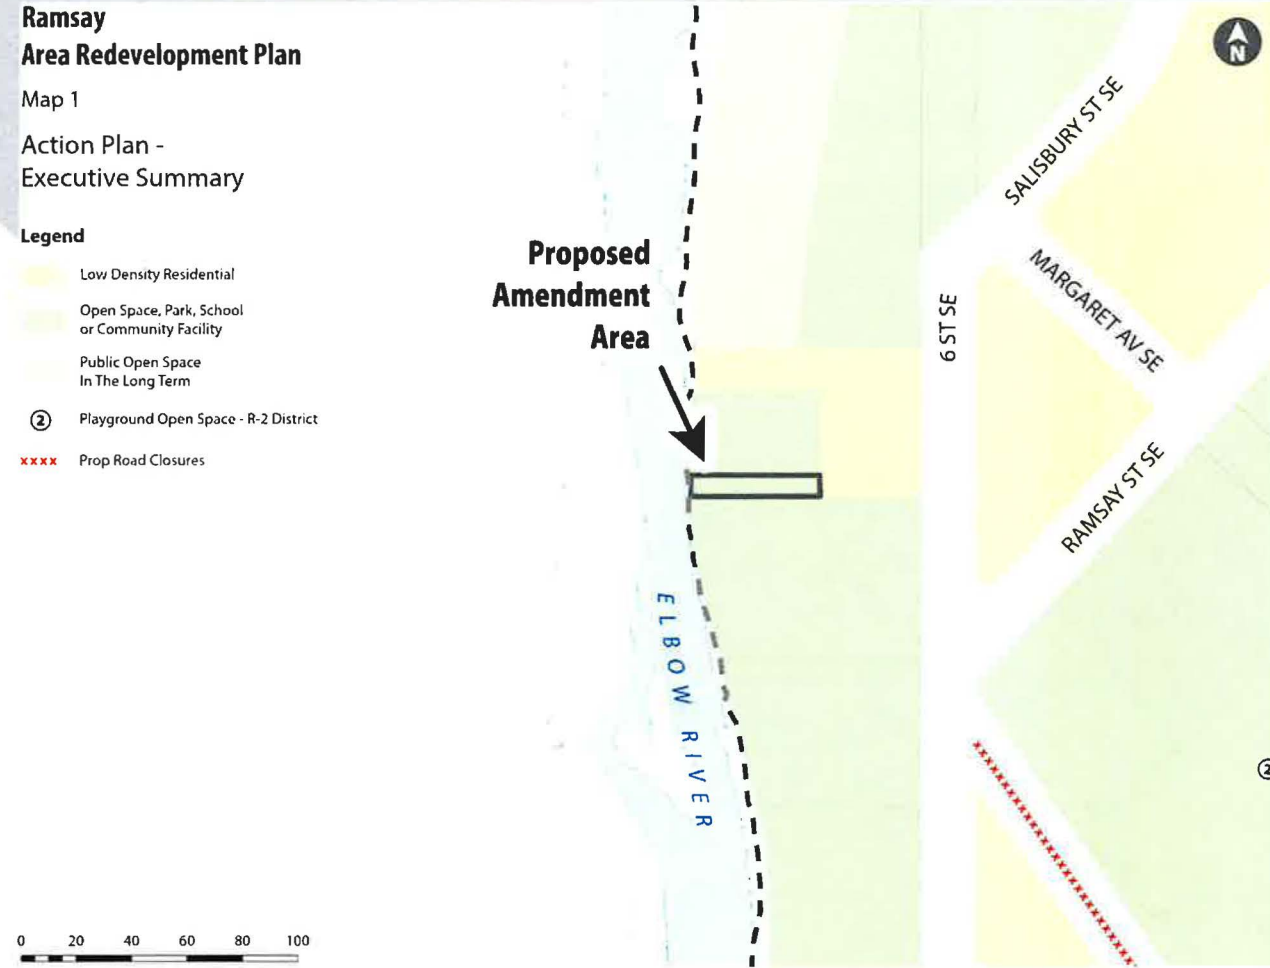 Ramsay
Area Redevelopment Plan
Map 1
Action Plan -
Executive Summary
Legend
Low Density Residential
Open Space, Park, School
or Community Facility
Public Open Space
In The Long Term
2 Playground Open Space - R-2 District
xxxx Prop Road Closures
Proposed
Amendment
Area
N
SALISBURY ST SE
MARGARET AV SE
6 ST SE
RAMSAY ST SE
ELBOW RIVER
2
0 20 40 60 80 100